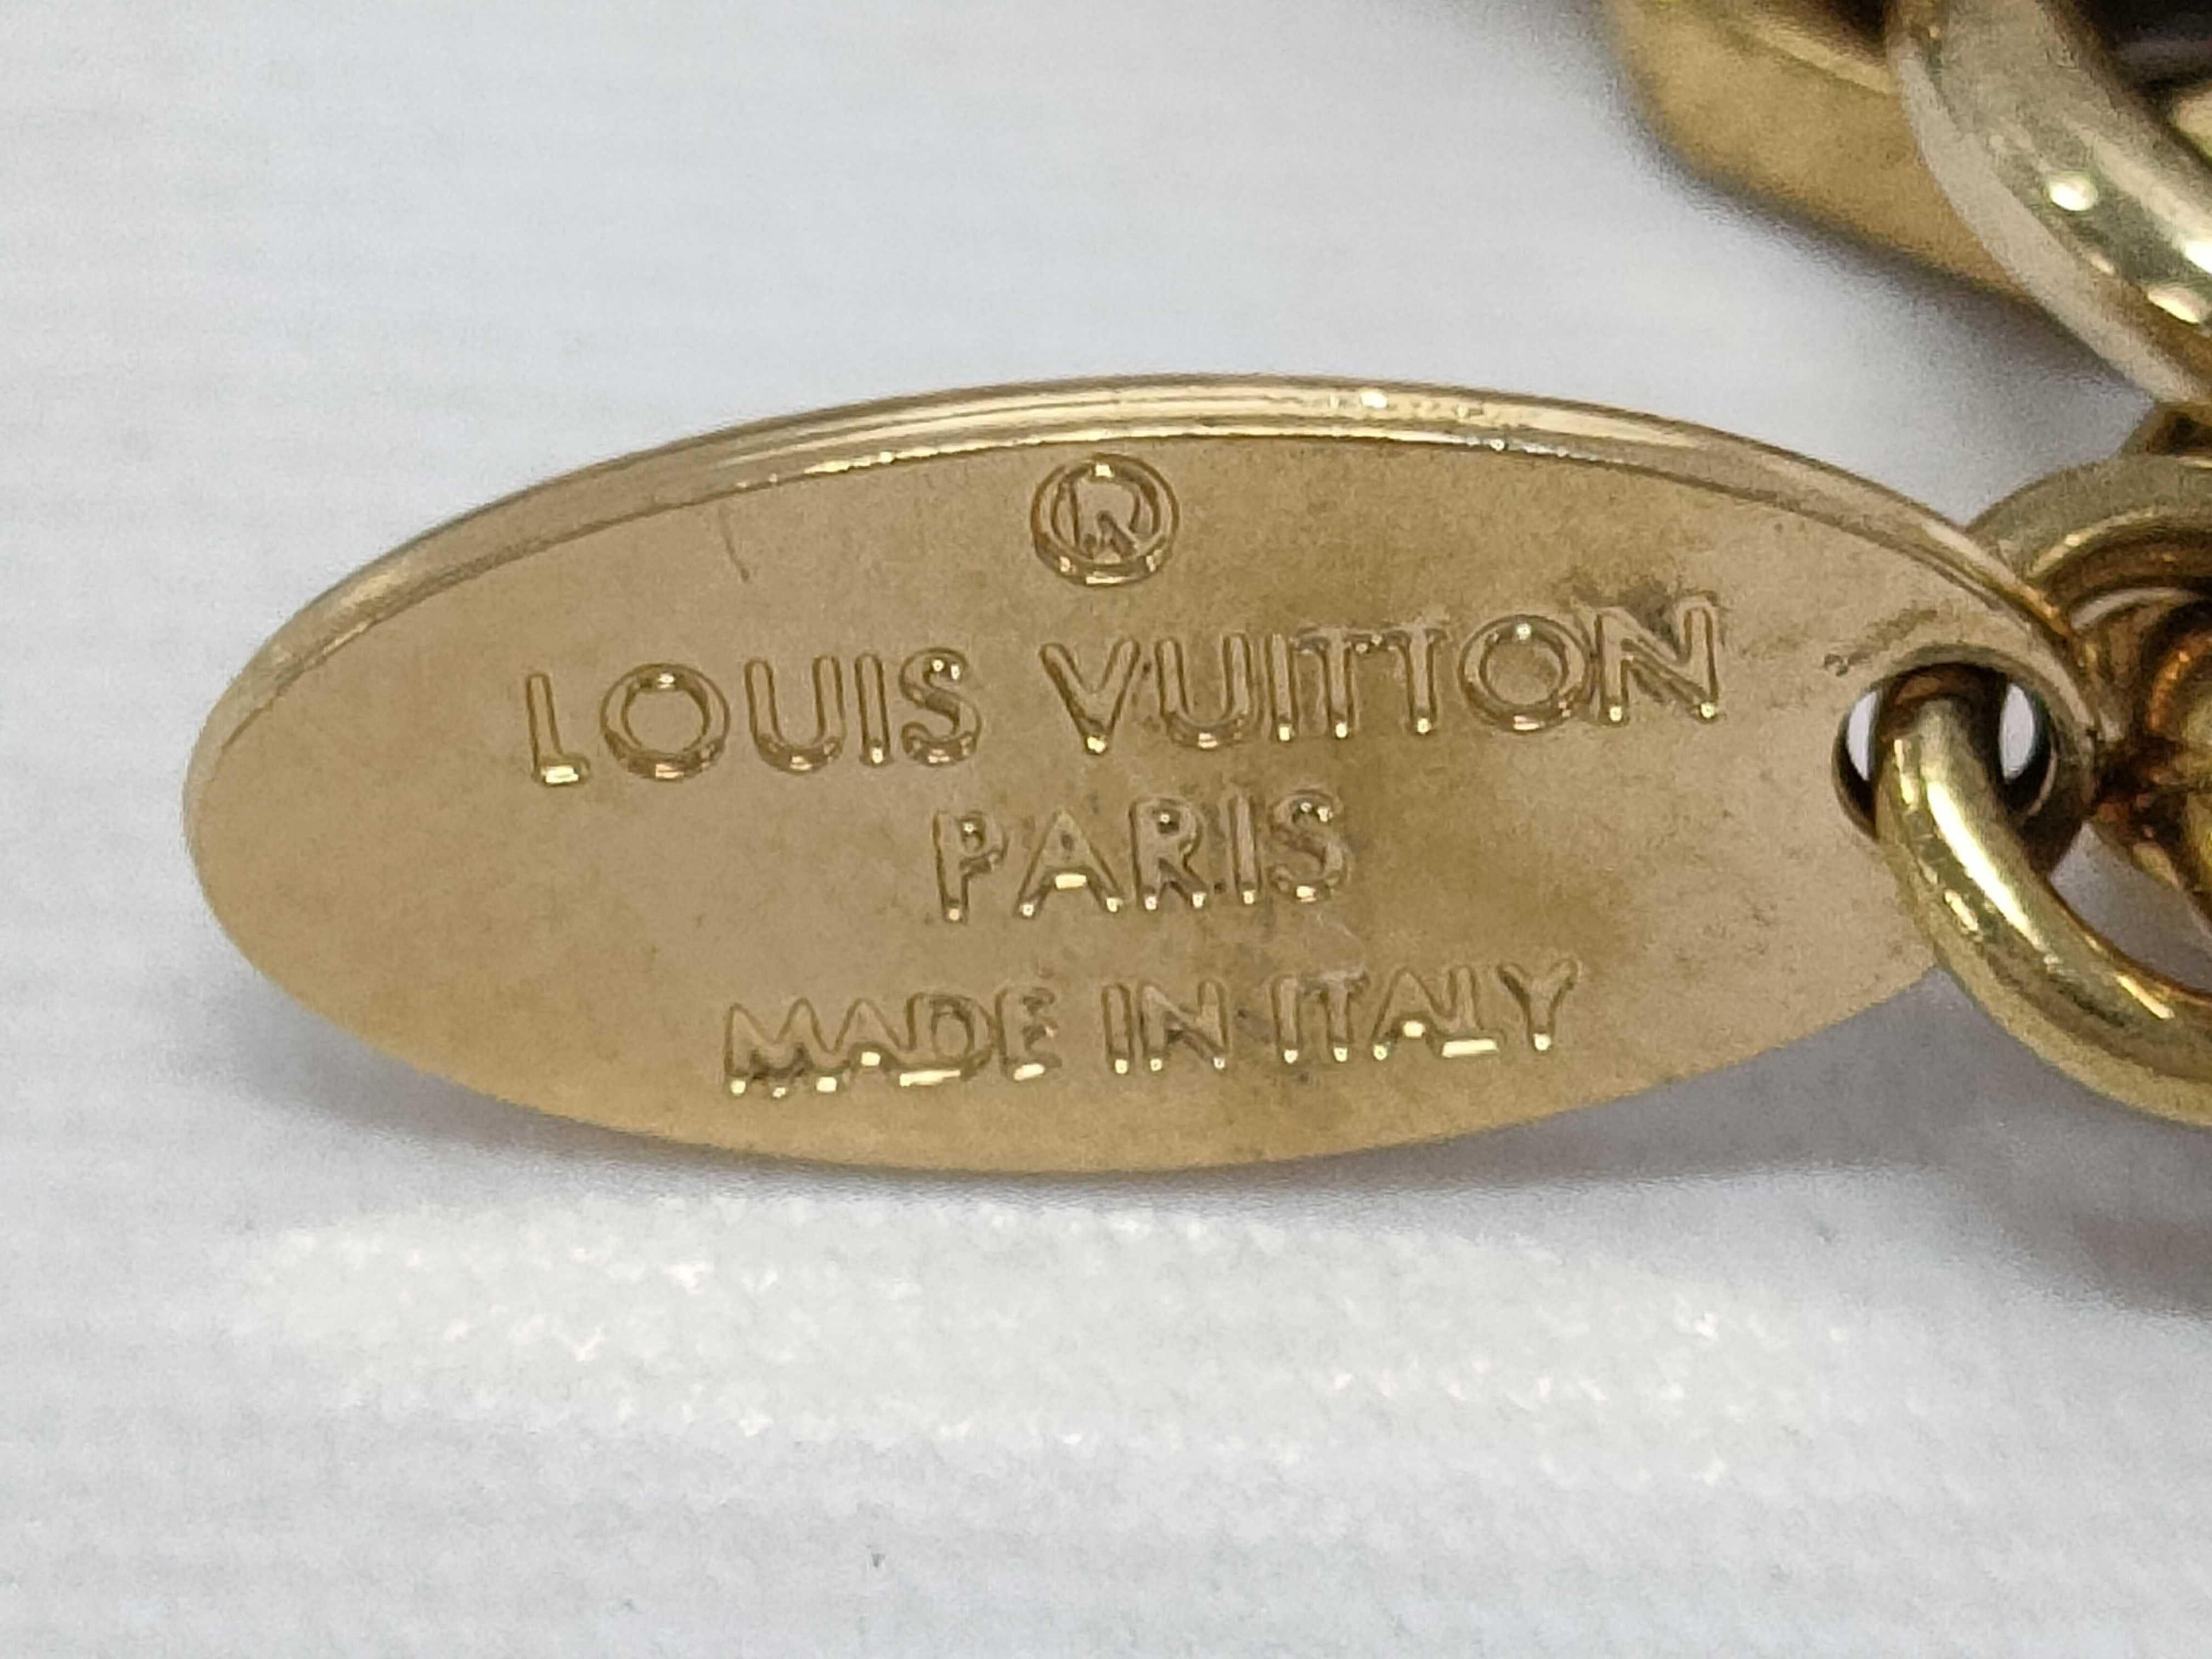 ®
LOUIS VUITTON
PARIS
MADE IN ITALY